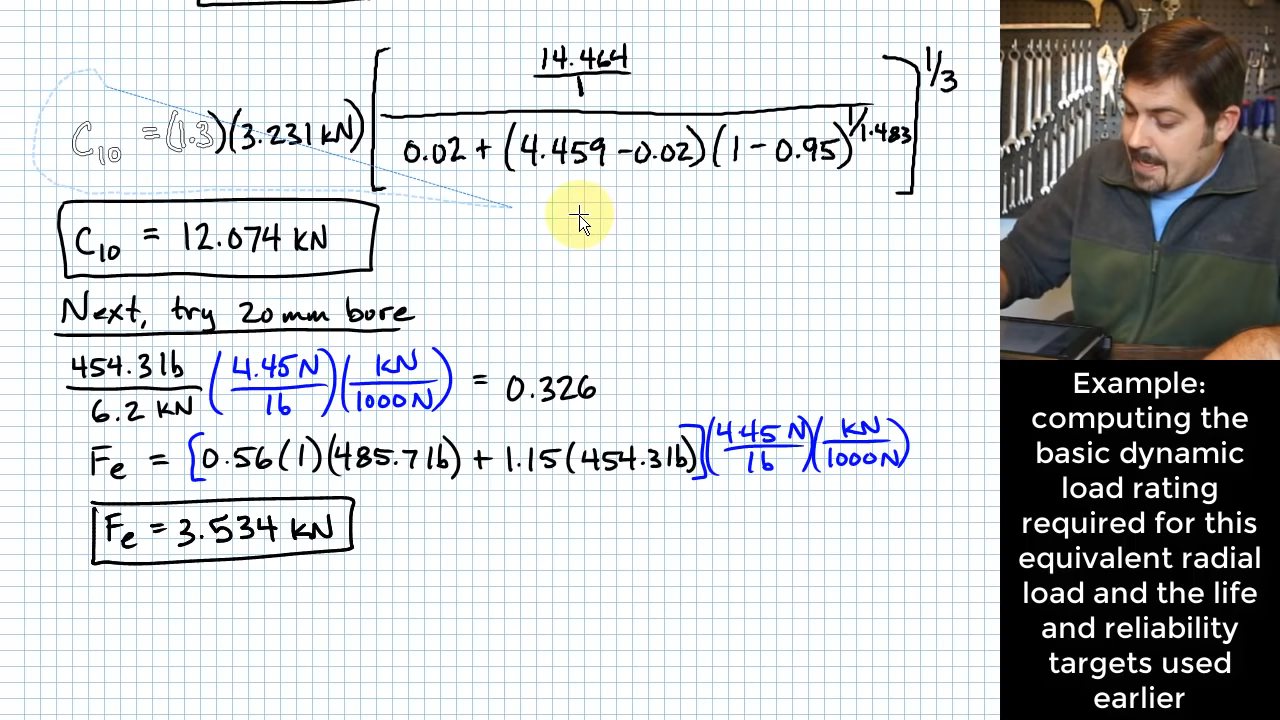 C10 = (1.3)(3.231 kN) [ (14.464 / 1) / (0.02 + (4.459 - 0.02)(1 - 0.95)^1/1.483) ]^1/3
C10 = 12.074 kN
Next, try 20mm bore
454.3 lb / 6.2 kN (4.45 N / lb)(kN / 1000 N) = 0.326
Fe = [0.56(1)(485.7 lb) + 1.15(454.3 lb)](4.45 N / lb)(kN / 1000 N)
Fe = 3.534 kN
Example:
computing the
basic dynamic
load rating
required for this
equivalent radial
load and the life
and reliability
targets used
earlier